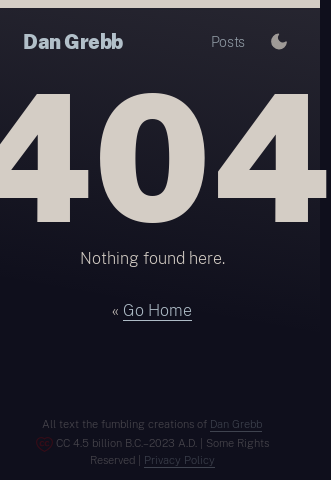 Dan Grebb
Posts
404
Nothing found here.
« Go Home
All text the fumbling creations of Dan Grebb
CC 4.5 billion B.C.–2023 A.D. | Some Rights
Reserved | Privacy Policy